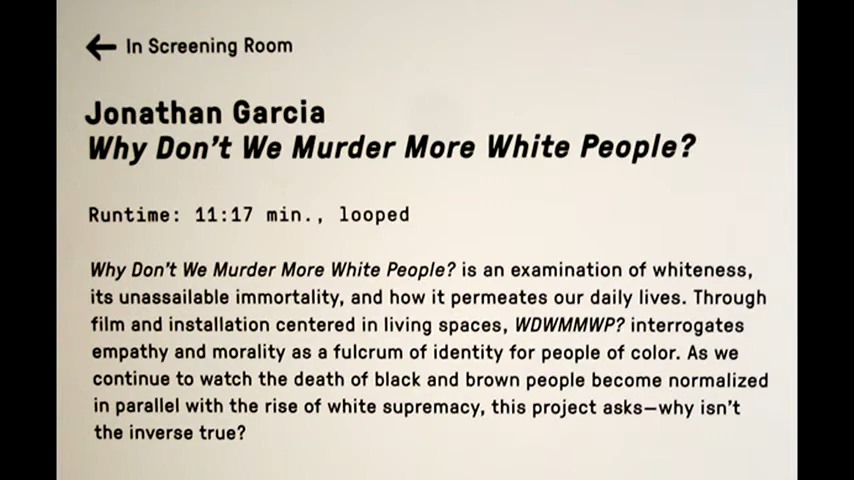 ← In Screening Room
Jonathan Garcia
Why Don't We Murder More White People?
Runtime: 11:17 min., looped
Why Don't We Murder More White People? is an examination of whiteness,
its unassailable immortality, and how it permeates our daily lives. Through
film and installation centered in living spaces, WDWMMWP? interrogates
empathy and morality as a fulcrum of identity for people of color. As we
continue to watch the death of black and brown people become normalized
in parallel with the rise of white supremacy, this project asks—why isn't
the inverse true?